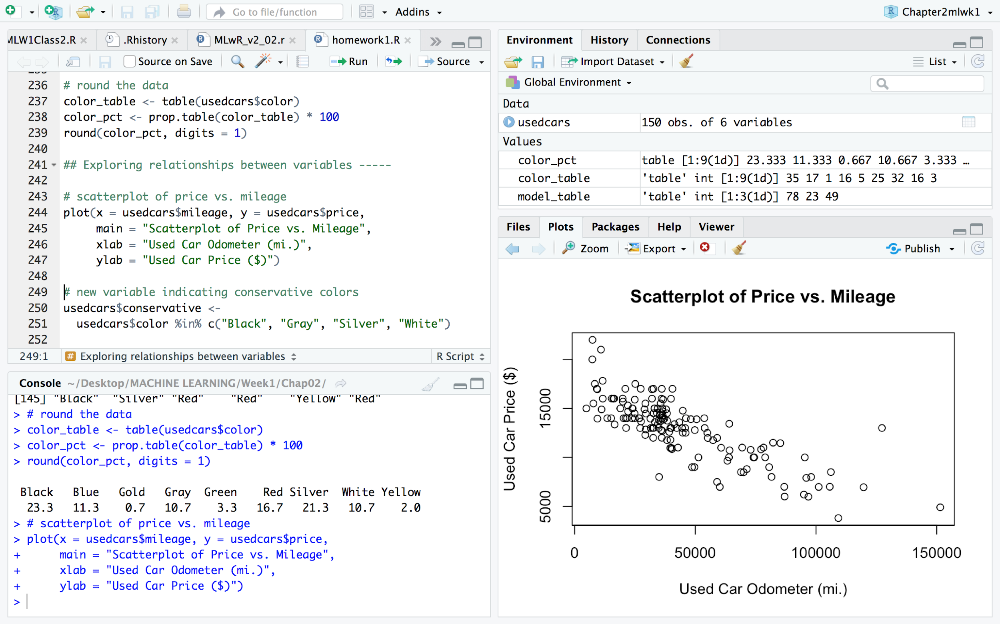 Go to file/function
Addins
Chapter2mlwk1
MLW1Class2.R
.Rhistory
MLwR_v2_02.r
homework1.R
Source on Save
Run
Source
236 # round the data
237 color_table <- table(usedcars$color)
238 color_pct <- prop.table(color_table) * 100
239 round(color_pct, digits = 1)
240
241 ## Exploring relationships between variables -----
242
243 # scatterplot of price vs. mileage
244 plot(x = usedcars$mileage, y = usedcars$price,
245 main = "Scatterplot of Price vs. Mileage",
246 xlab = "Used Car Odometer (mi.)",
247 ylab = "Used Car Price ($)")
248
249 # new variable indicating conservative colors
250 usedcars$conservative <-
251 usedcars$color %in% c("Black", "Gray", "Silver", "White")
252
249:1 # Exploring relationships between variables R Script
Console ~/Desktop/MACHINE LEARNING/Week1/Chap02/
[145] "Black" "Silver" "Red" "Red" "Yellow" "Red"
> # round the data
> color_table <- table(usedcars$color)
> color_pct <- prop.table(color_table) * 100
> round(color_pct, digits = 1)
Black Blue Gold Gray Green Red Silver White Yellow
23.3 11.3 0.7 10.7 3.3 16.7 21.3 10.7 2.0
> # scatterplot of price vs. mileage
> plot(x = usedcars$mileage, y = usedcars$price,
+ main = "Scatterplot of Price vs. Mileage",
+ xlab = "Used Car Odometer (mi.)",
+ ylab = "Used Car Price ($)")
>
Environment History Connections
Import Dataset
List
Global Environment
Data
usedcars 150 obs. of 6 variables
Values
color_pct table [1:9(1d)] 23.333 11.333 0.667 10.667 3.333 …
color_table 'table' int [1:9(1d)] 35 17 1 16 5 25 32 16 3
model_table 'table' int [1:3(1d)] 78 23 49
Files Plots Packages Help Viewer
Zoom Export Publish
Scatterplot of Price vs. Mileage
Used Car Price ($)
15000
5000
0 50000 100000 150000
Used Car Odometer (mi.)